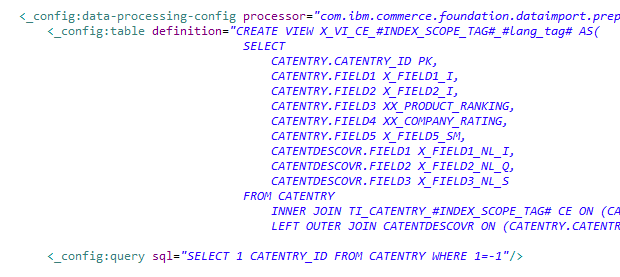 <_config:data-processing-config processor="com.ibm.commerce.foundation.dataimport.prep
<_config:table definition="CREATE VIEW X_VI_CE_#INDEX_SCOPE_TAG#_#lang_tag# AS(
SELECT
CATENTRY.CATENTRY_ID PK,
CATENTRY.FIELD1 X_FIELD1_I,
CATENTRY.FIELD2 X_FIELD2_I,
CATENTRY.FIELD3 XX_PRODUCT_RANKING,
CATENTRY.FIELD4 XX_COMPANY_RATING,
CATENTRY.FIELD5 X_FIELD5_SM,
CATENTDESCOVR.FIELD1 X_FIELD1_NL_I,
CATENTDESCOVR.FIELD2 X_FIELD2_NL_Q,
CATENTDESCOVR.FIELD3 X_FIELD3_NL_S
FROM CATENTRY
INNER JOIN TI_CATENTRY_#INDEX_SCOPE_TAG# CE ON (CA
LEFT OUTER JOIN CATENTDESCOVR ON (CATENTRY.CATENTR
<_config:query sql="SELECT 1 CATENTRY_ID FROM CATENTRY WHERE 1=-1"/>